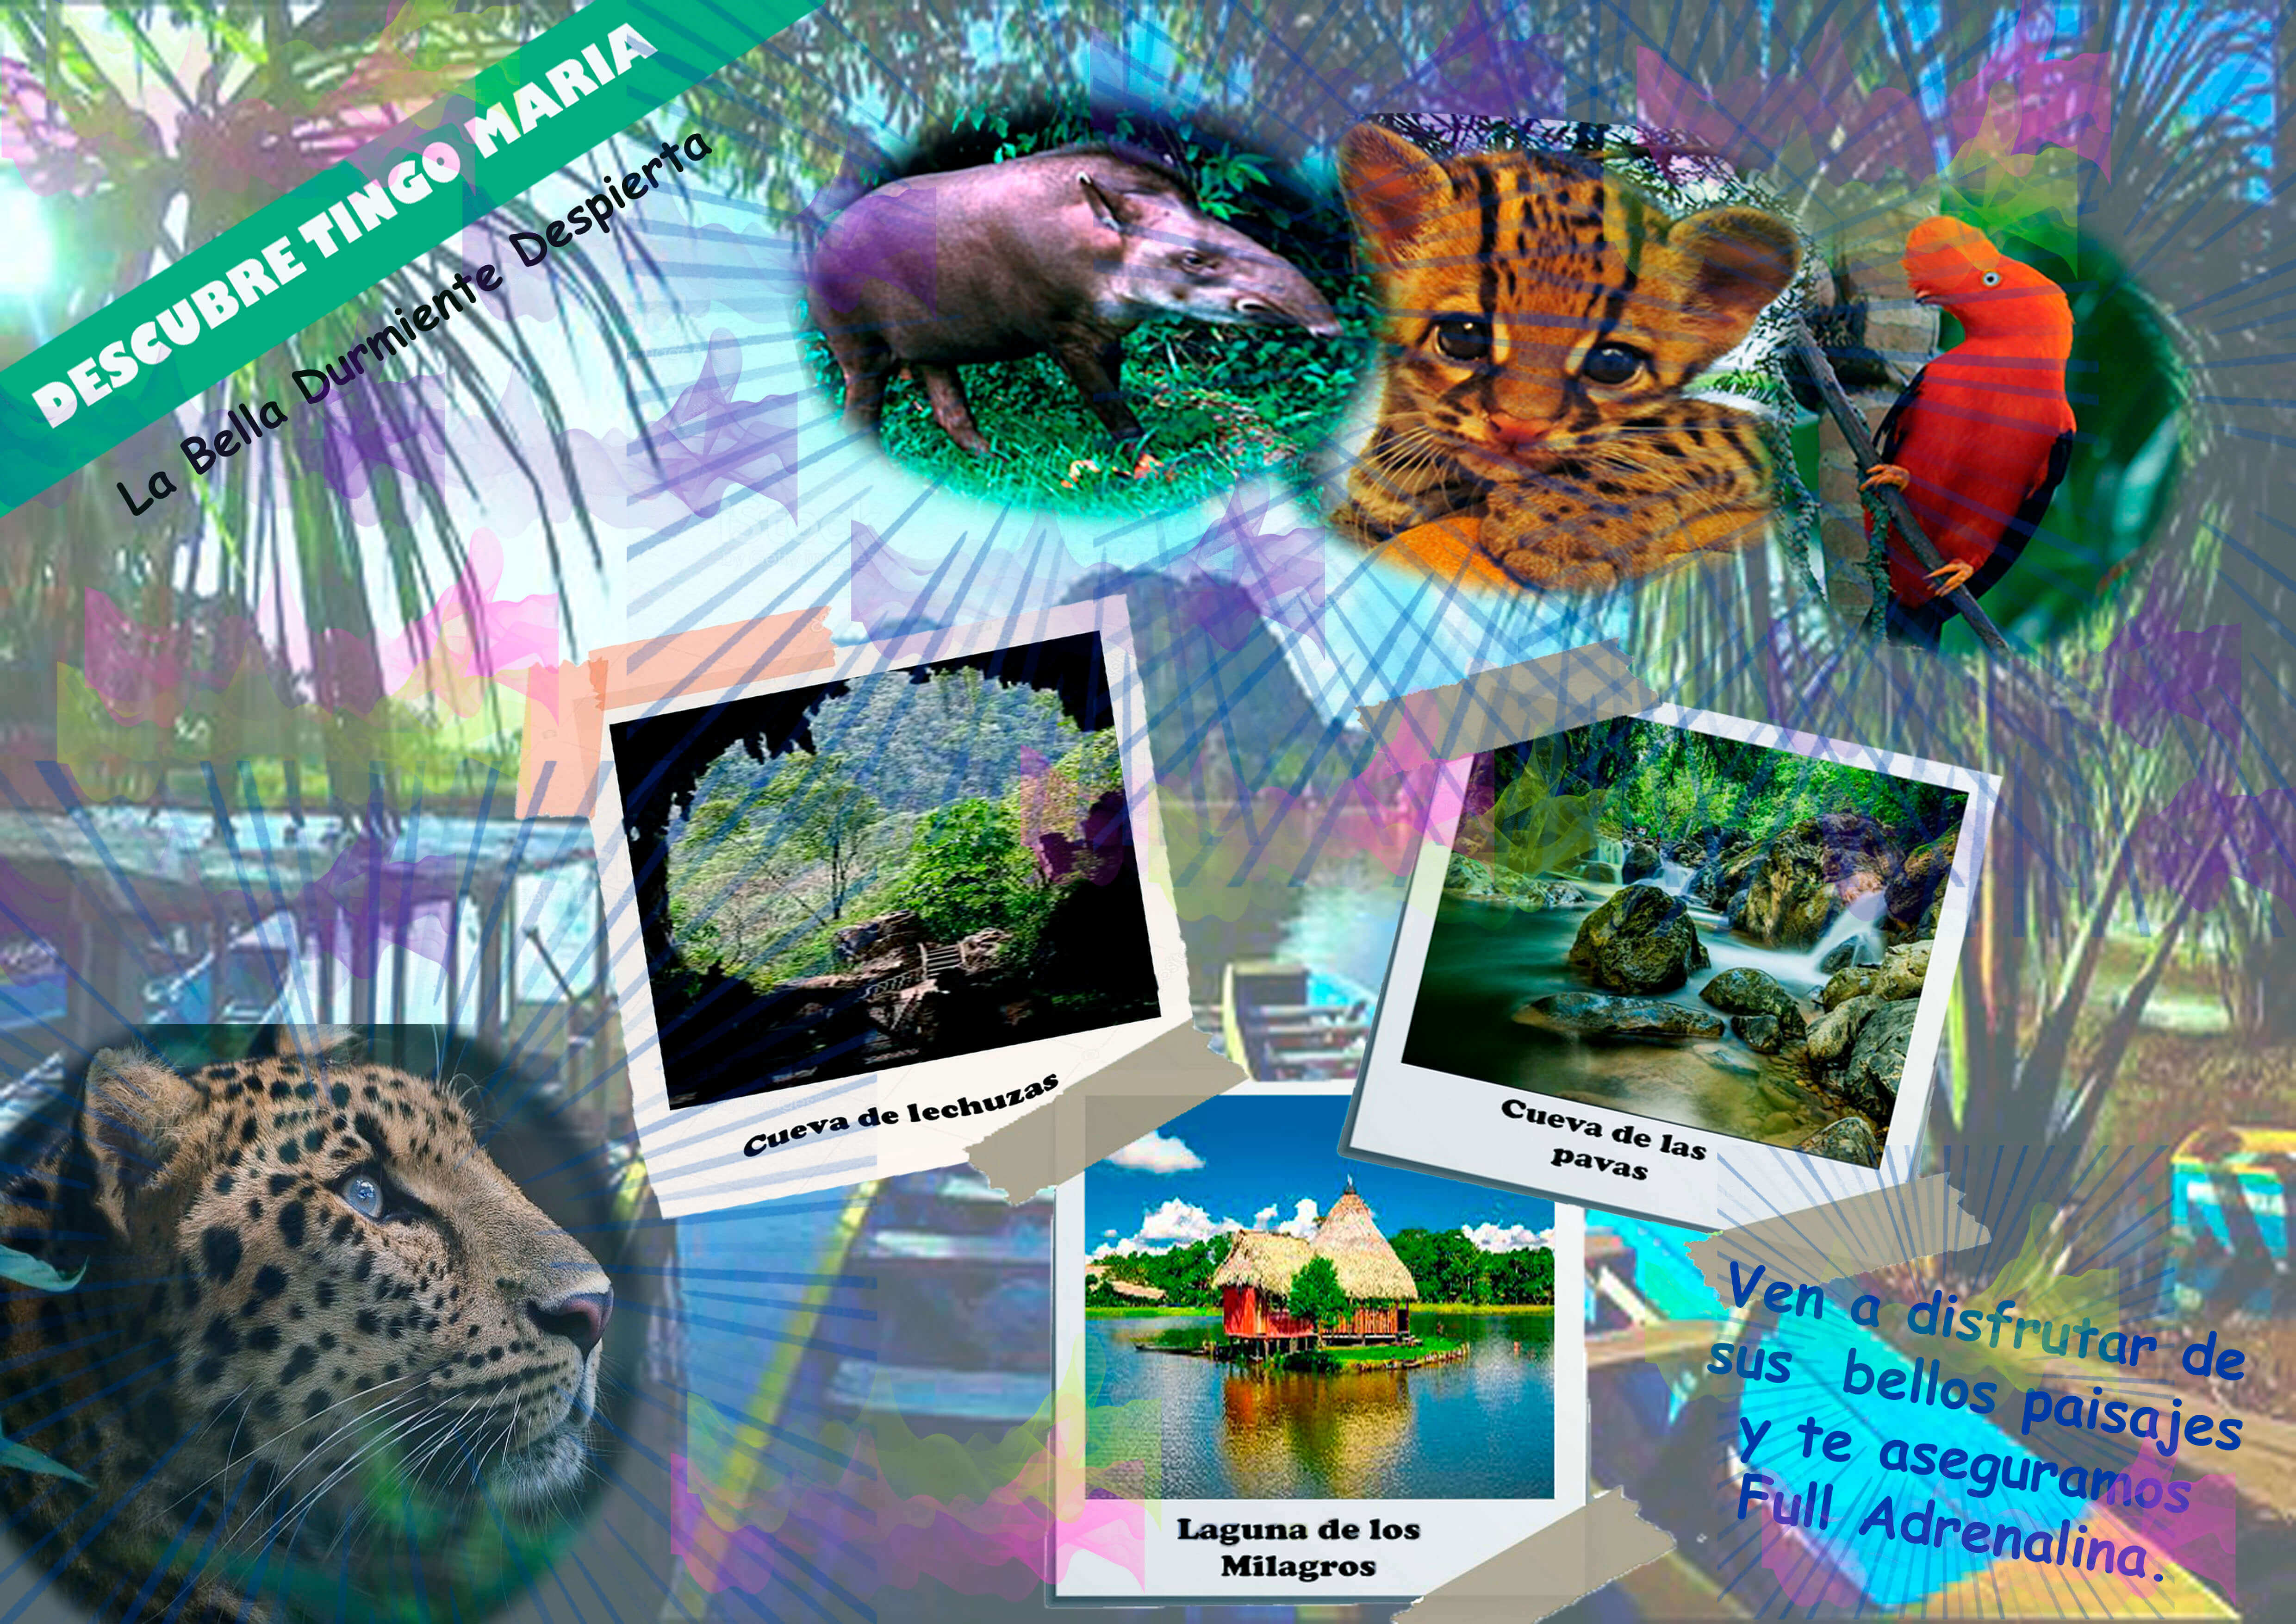 DESCUBRE TINGO MARIA
La Bella Durmiente Despierta
Cueva de lechuzas
Cueva de las
pavas
Laguna de los
Milagros
Ven a disfrutar de
sus bellos paisajes
y te aseguramos
Full Adrenalina.